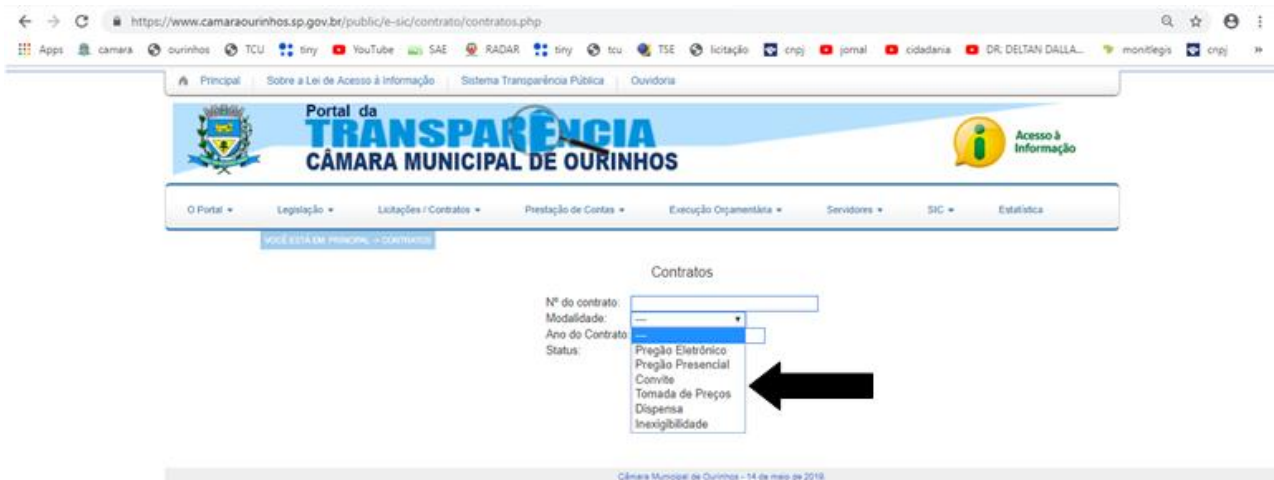 https://www.camaraourinhos.sp.gov.br/public/e-sic/contrato/contratos.php
Apps camara ourinhos TCU tiny YouTube SAE RADAR tiny tcu TSE licitação cnpj jornal cidadania DR. DELTAN DALLA... monitlegis cnpj »
Principal Sobre a Lei de Acesso à Informação Sistema Transparência Pública Ouvidoria
Portal da
TRANSPARÊNCIA
CÂMARA MUNICIPAL DE OURINHOS
Acesso à
Informação
O Portal Legislação Licitações / Contratos Prestação de Contas Execução Orçamentária Servidores SIC Estatística
VOCÊ ESTÁ EM: PRINCIPAL -> CONTRATOS
Contratos
Nº do contrato:
Modalidade: ---
Ano do Contrato: ---
Status: Pregão Eletrônico
Pregão Presencial
Convite
Tomada de Preços
Dispensa
Inexigibilidade
Câmara Municipal de Ourinhos - 14 de maio de 2019.